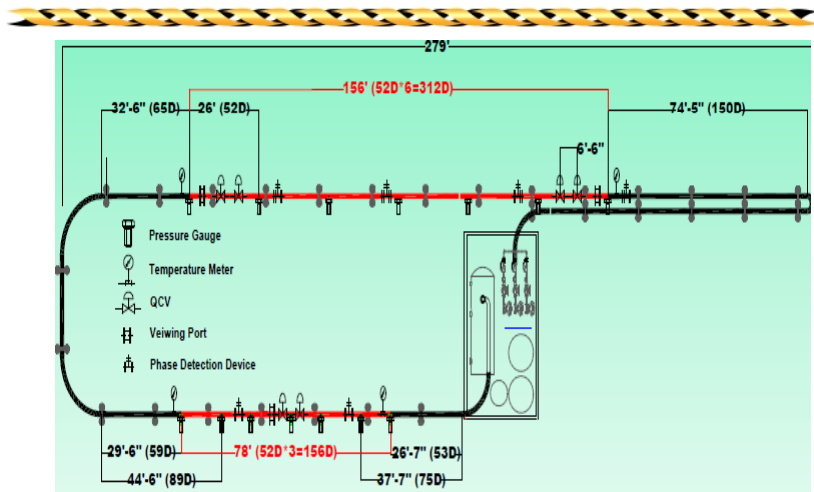 279'
156' (52D*6=312D)
32'-6" (65D) 26' (52D) 74'-5" (150D)
6'-6"
Pressure Gauge
Temperature Meter
QCV
Veiwing Port
Phase Detection Device
29'-6" (59D) 78' (52D*3=156D) 26'-7" (53D)
44'-6" (89D) 37'-7" (75D)